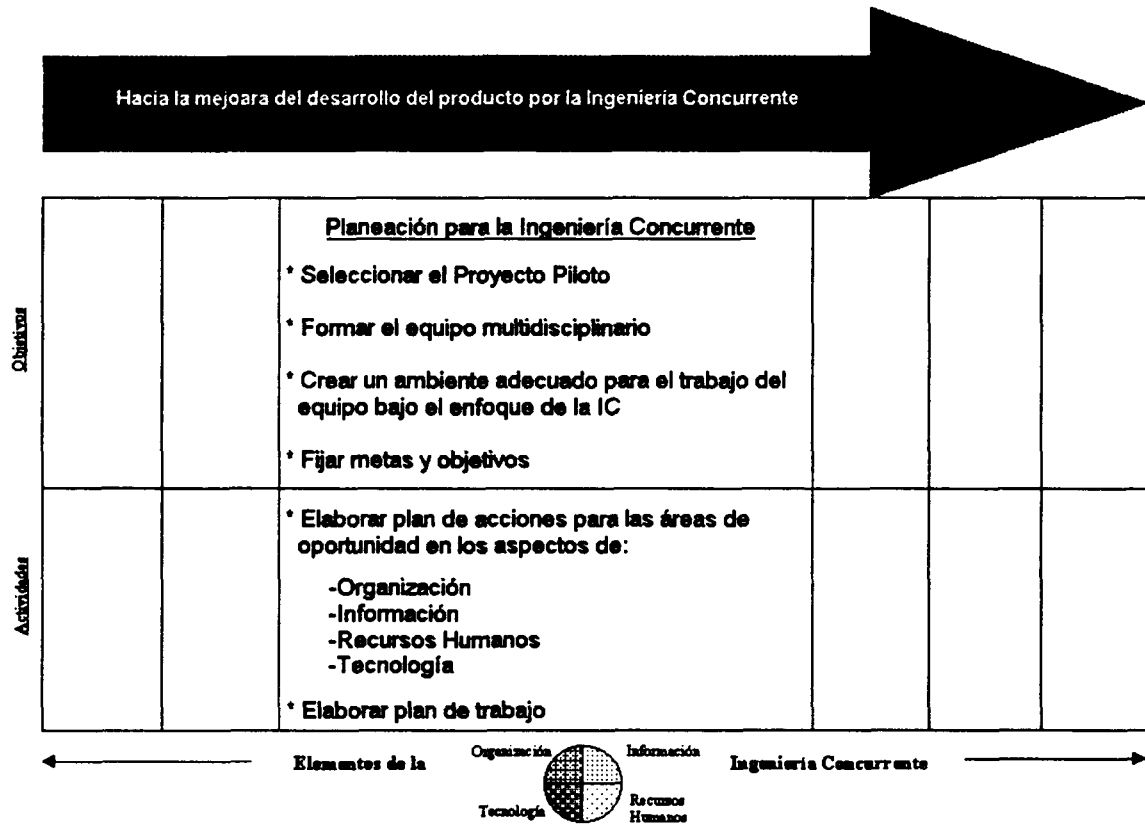 Hacia la mejoara del desarrollo del producto por la Ingeniería Concurrente
Planeación para la Ingeniería Concurrente
* Seleccionar el Proyecto Piloto
* Formar el equipo multidisciplinario
* Crear un ambiente adecuado para el trabajo del
equipo bajo el enfoque de la IC
* Fijar metas y objetivos
Objetivos
* Elaborar plan de acciones para las áreas de
oportunidad en los aspectos de:
-Organización
-Información
-Recursos Humanos
-Tecnología
* Elaborar plan de trabajo
Actividades
Organización
Información
Elementos de la
Ingeniería Concurrente
Tecnología
Recursos
Humanos